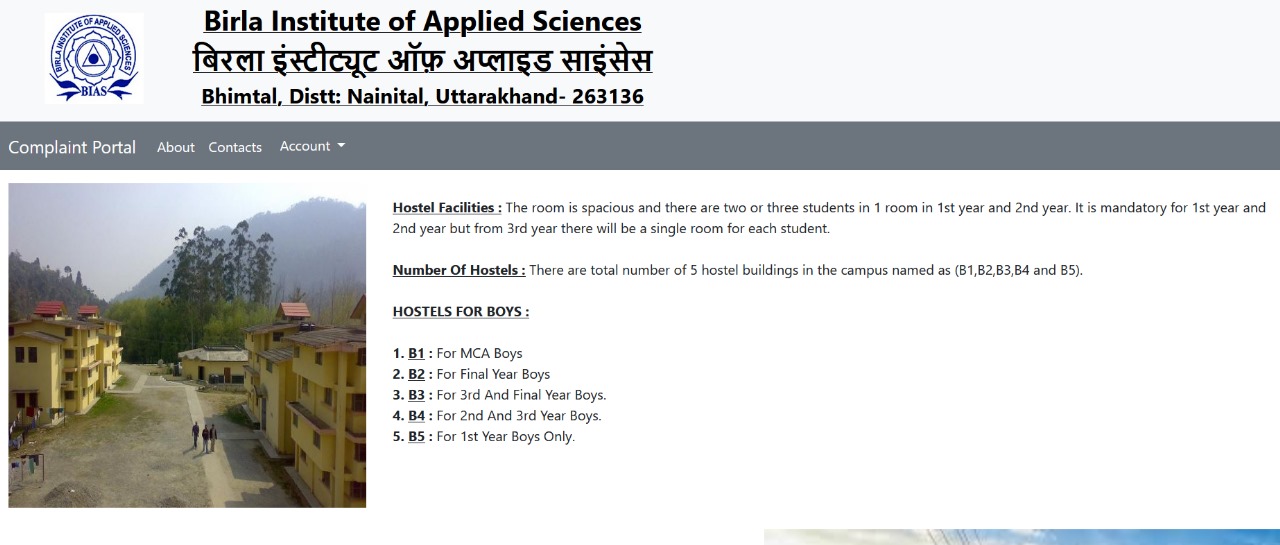 Birla Institute of Applied Sciences
बिरला इंस्टीट्यूट ऑफ़ अप्लाइड साइंसेस
Bhimtal, Distt: Nainital, Uttarakhand- 263136
BIRLA INSTITUTE OF APPLIED SCIENCES
BIAS
Complaint Portal About Contacts Account
Hostel Facilities : The room is spacious and there are two or three students in 1 room in 1st year and 2nd year. It is mandatory for 1st year and
2nd year but from 3rd year there will be a single room for each student.
Number Of Hostels : There are total number of 5 hostel buildings in the campus named as (B1,B2,B3,B4 and B5).
HOSTELS FOR BOYS :
1. B1 : For MCA Boys
2. B2 : For Final Year Boys
3. B3 : For 3rd And Final Year Boys.
4. B4 : For 2nd And 3rd Year Boys.
5. B5 : For 1st Year Boys Only.